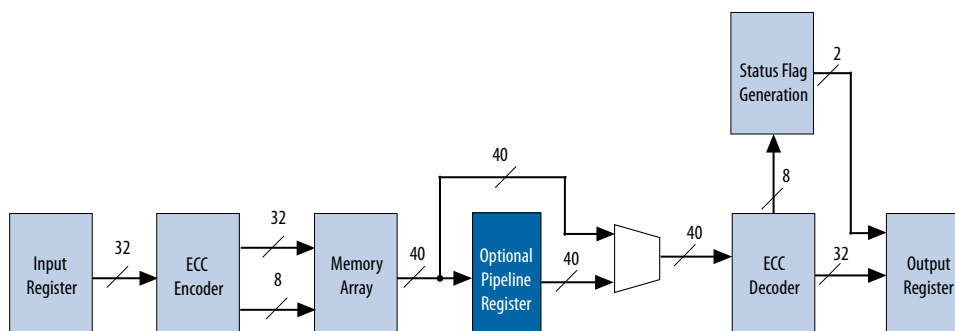 Status Flag
Generation
2
8
40
Input
Register
32
ECC
Encoder
32
8
Memory
Array
40
Optional
Pipeline
Register
40
40
ECC
Decoder
32
Output
Register